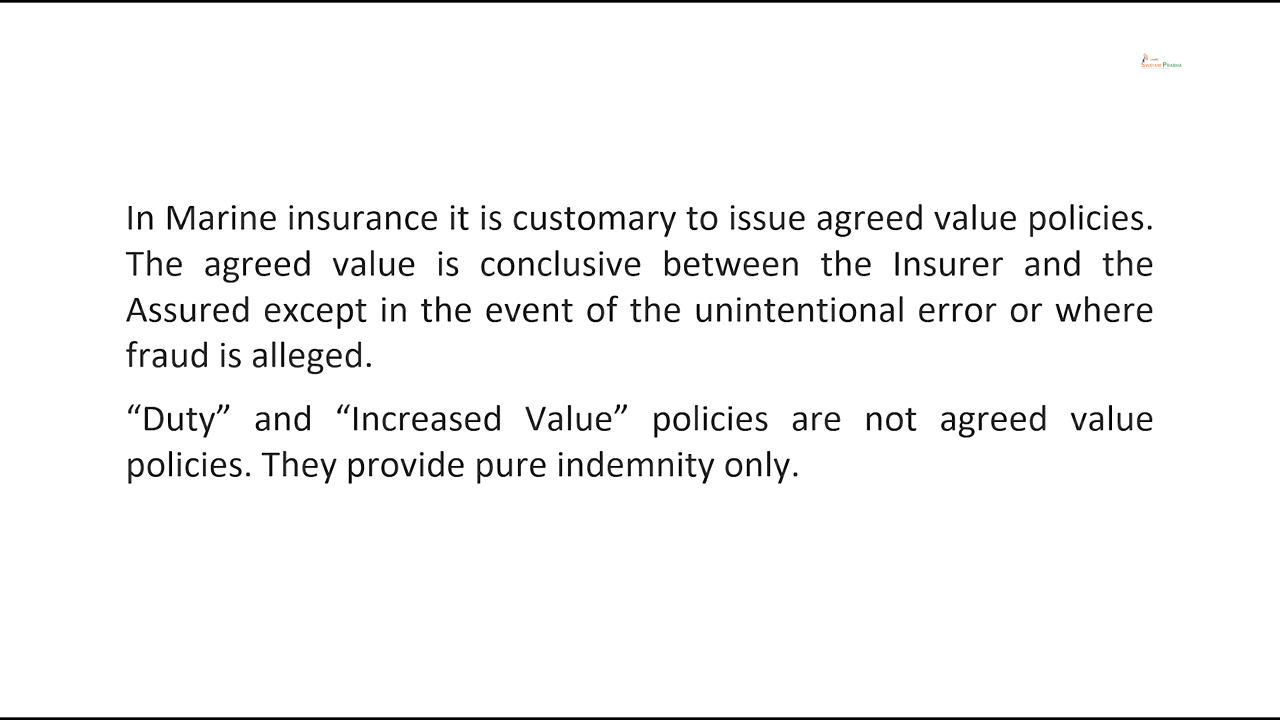 SWAYAM PRABHA
In Marine insurance it is customary to issue agreed value policies.
The agreed value is conclusive between the Insurer and the
Assured except in the event of the unintentional error or where
fraud is alleged.
“Duty” and “Increased Value” policies are not agreed value
policies. They provide pure indemnity only.